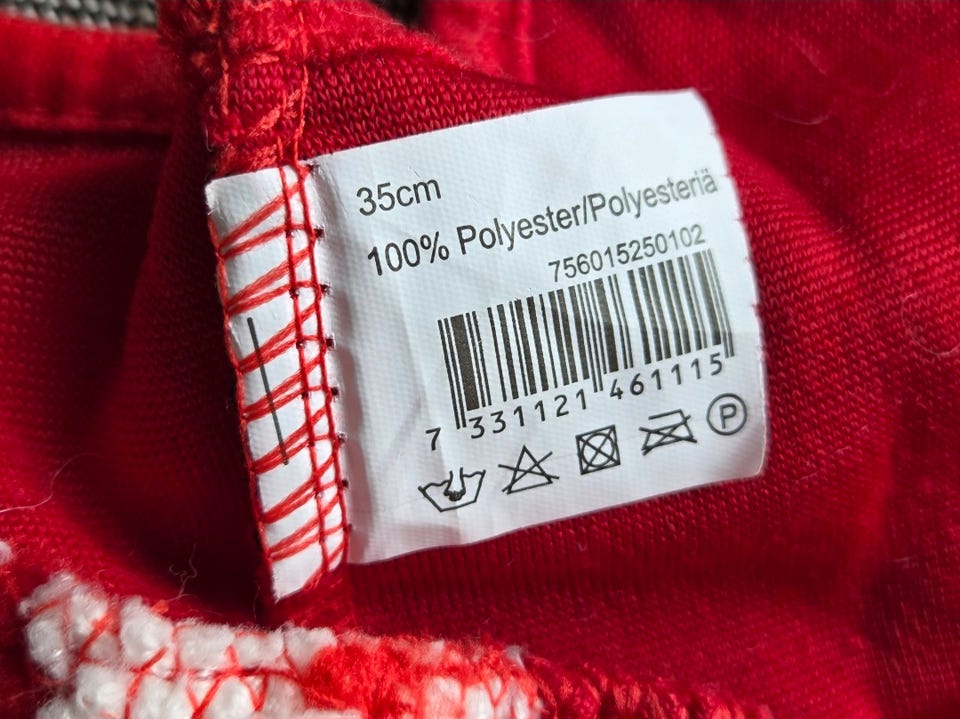 35cm
100% Polyester/Polyesteriä
756015250102
7 331121 461115
P